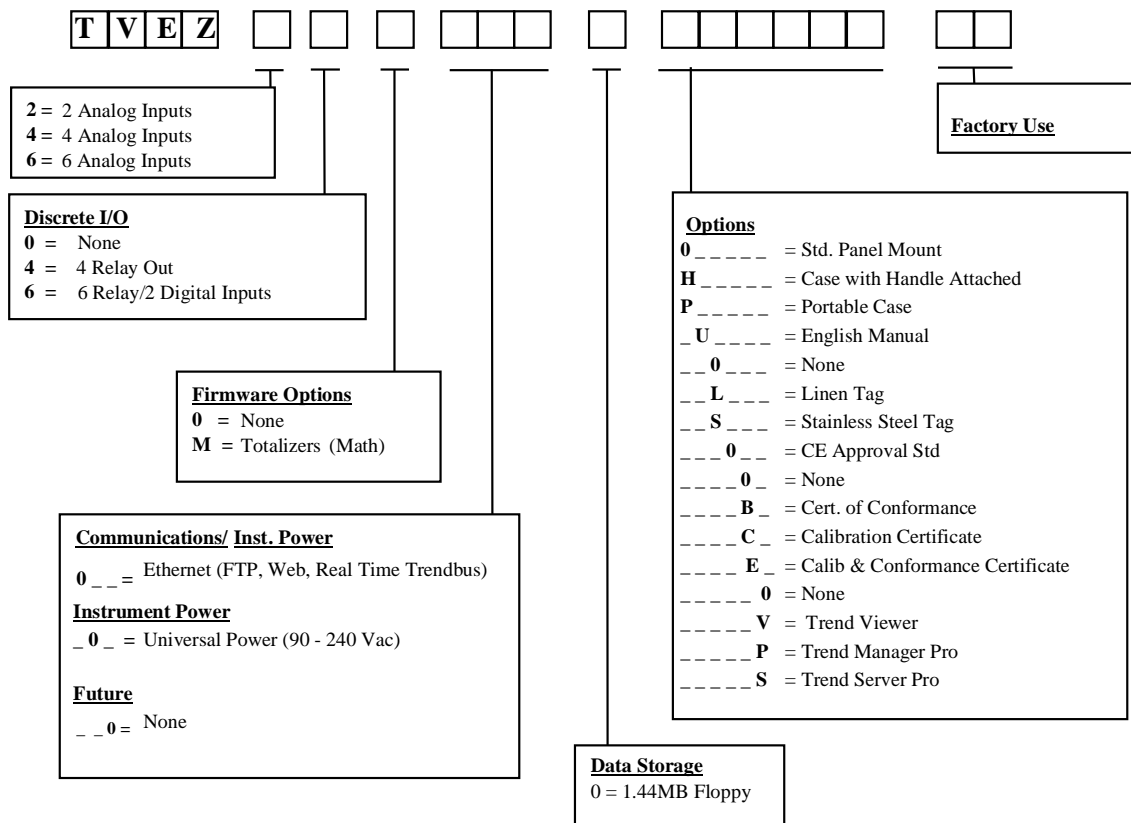 T V E Z
2 = 2 Analog Inputs
4 = 4 Analog Inputs
6 = 6 Analog Inputs
Factory Use
Discrete I/O
0 = None
4 = 4 Relay Out
6 = 6 Relay/2 Digital Inputs
Firmware Options
0 = None
M = Totalizers (Math)
Communications/ Inst. Power
0 _ _ = Ethernet (FTP, Web, Real Time Trendbus)
Instrument Power
_ 0 _ = Universal Power (90 - 240 Vac)
Future
_ _ 0 = None
Data Storage
0 = 1.44MB Floppy
Options
0 _ _ _ _ _ = Std. Panel Mount
H _ _ _ _ _ = Case with Handle Attached
P _ _ _ _ _ = Portable Case
_ U _ _ _ _ = English Manual
_ _ 0 _ _ _ = None
_ _ L _ _ _ = Linen Tag
_ _ S _ _ _ = Stainless Steel Tag
_ _ _ 0 _ _ = CE Approval Std
_ _ _ _ 0 _ = None
_ _ _ _ B _ = Cert. of Conformance
_ _ _ _ C _ = Calibration Certificate
_ _ _ _ E _ = Calib & Conformance Certificate
_ _ _ _ _ 0 = None
_ _ _ _ _ V = Trend Viewer
_ _ _ _ _ P = Trend Manager Pro
_ _ _ _ _ S = Trend Server Pro